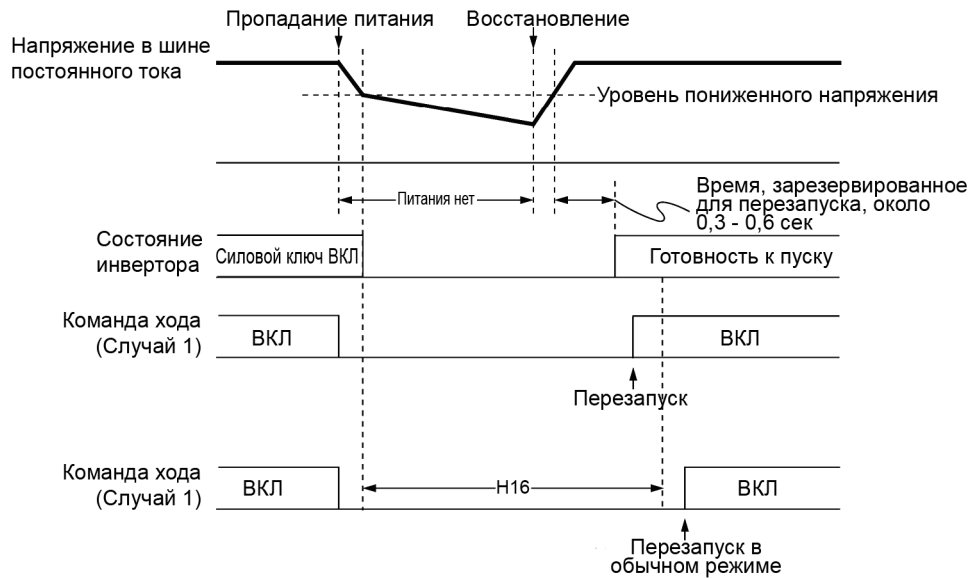 Пропадание питания
Восстановление
Напряжение в шине
постоянного тока
Уровень пониженного напряжения
Питания нет
Время, зарезервированное
для перезапуска, около
0,3 - 0,6 сек
Состояние
инвертора
Силовой ключ ВКЛ
Готовность к пуску
Команда хода
(Случай 1)
ВКЛ
ВКЛ
Перезапуск
Команда хода
(Случай 1)
ВКЛ
H16
ВКЛ
Перезапуск в
обычном режиме